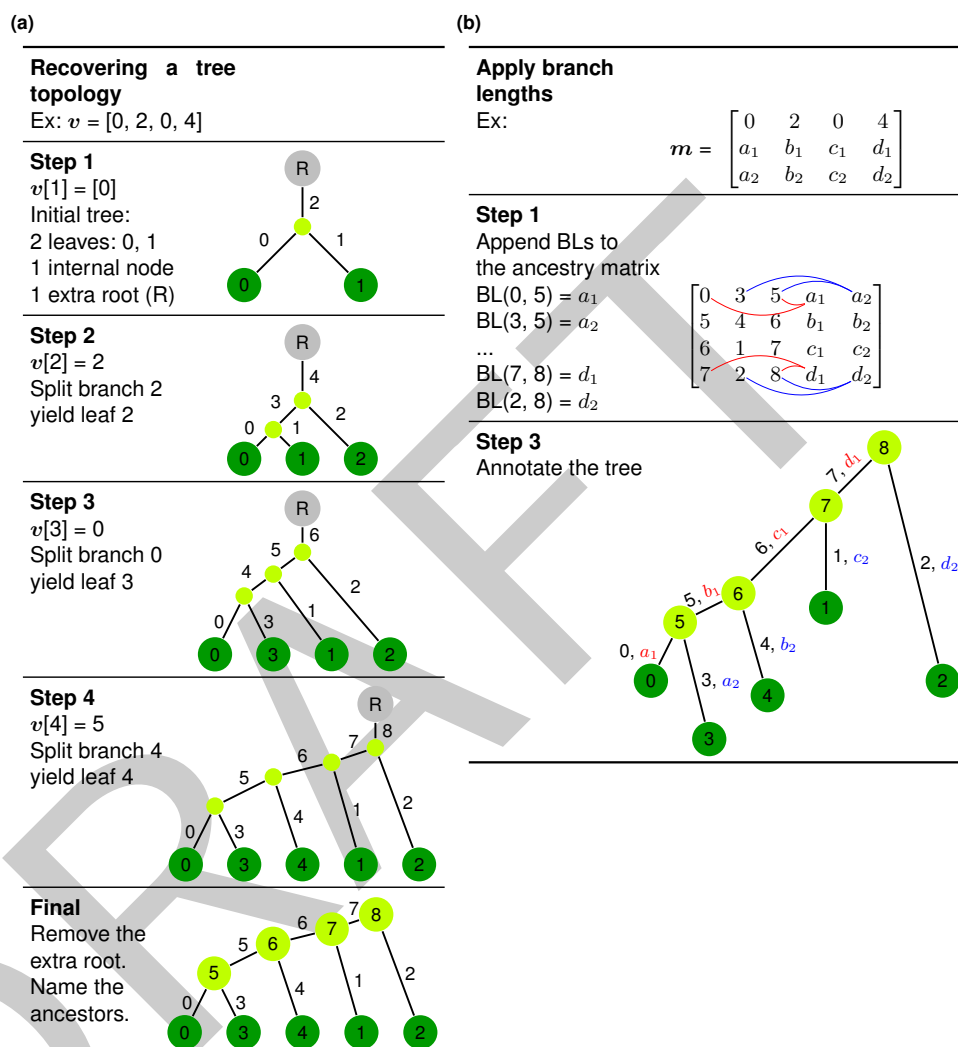 (a)
Recovering a tree
topology
Ex: v = [0, 2, 0, 4]
Step 1
v[1] = [0]
Initial tree:
2 leaves: 0, 1
1 internal node
1 extra root (R)
R
2
0 1
0 1
Step 2
v[2] = 2
Split branch 2
yield leaf 2
R
4
3 2
0 1
0 1 2
Step 3
v[3] = 0
Split branch 0
yield leaf 3
R
6
5
4 2
0 3 1
0 3 1 2
Step 4
v[4] = 5
Split branch 4
yield leaf 4
R
7 8
6
5
0 3 4 1 2
0 3 4 1 2
Final
Remove the
extra root.
Name the
ancestors.
7 8
6 7
5 6
5
0 3 4 1 2
0 3 4 1 2
(b)
Apply branch
lengths
Ex:
m =
0 2 0 4
a₁ b₁ c₁ d₁
a₂ b₂ c₂ d₂
Step 1
Append BLs to
the ancestry matrix
BL(0, 5) = a₁
BL(3, 5) = a₂
...
BL(7, 8) = d₁
BL(2, 8) = d₂
0 3 5 a₁ a₂
5 4 6 b₁ b₂
6 1 7 c₁ c₂
7 2 8 d₁ d₂
Step 3
Annotate the tree
8
7, d₁
7
6, c₁
1, c₂
2, d₂
5, b₁ 6
5
1
0, a₁
4, b₂
3, a₂
0 4 2
3
DRAFT